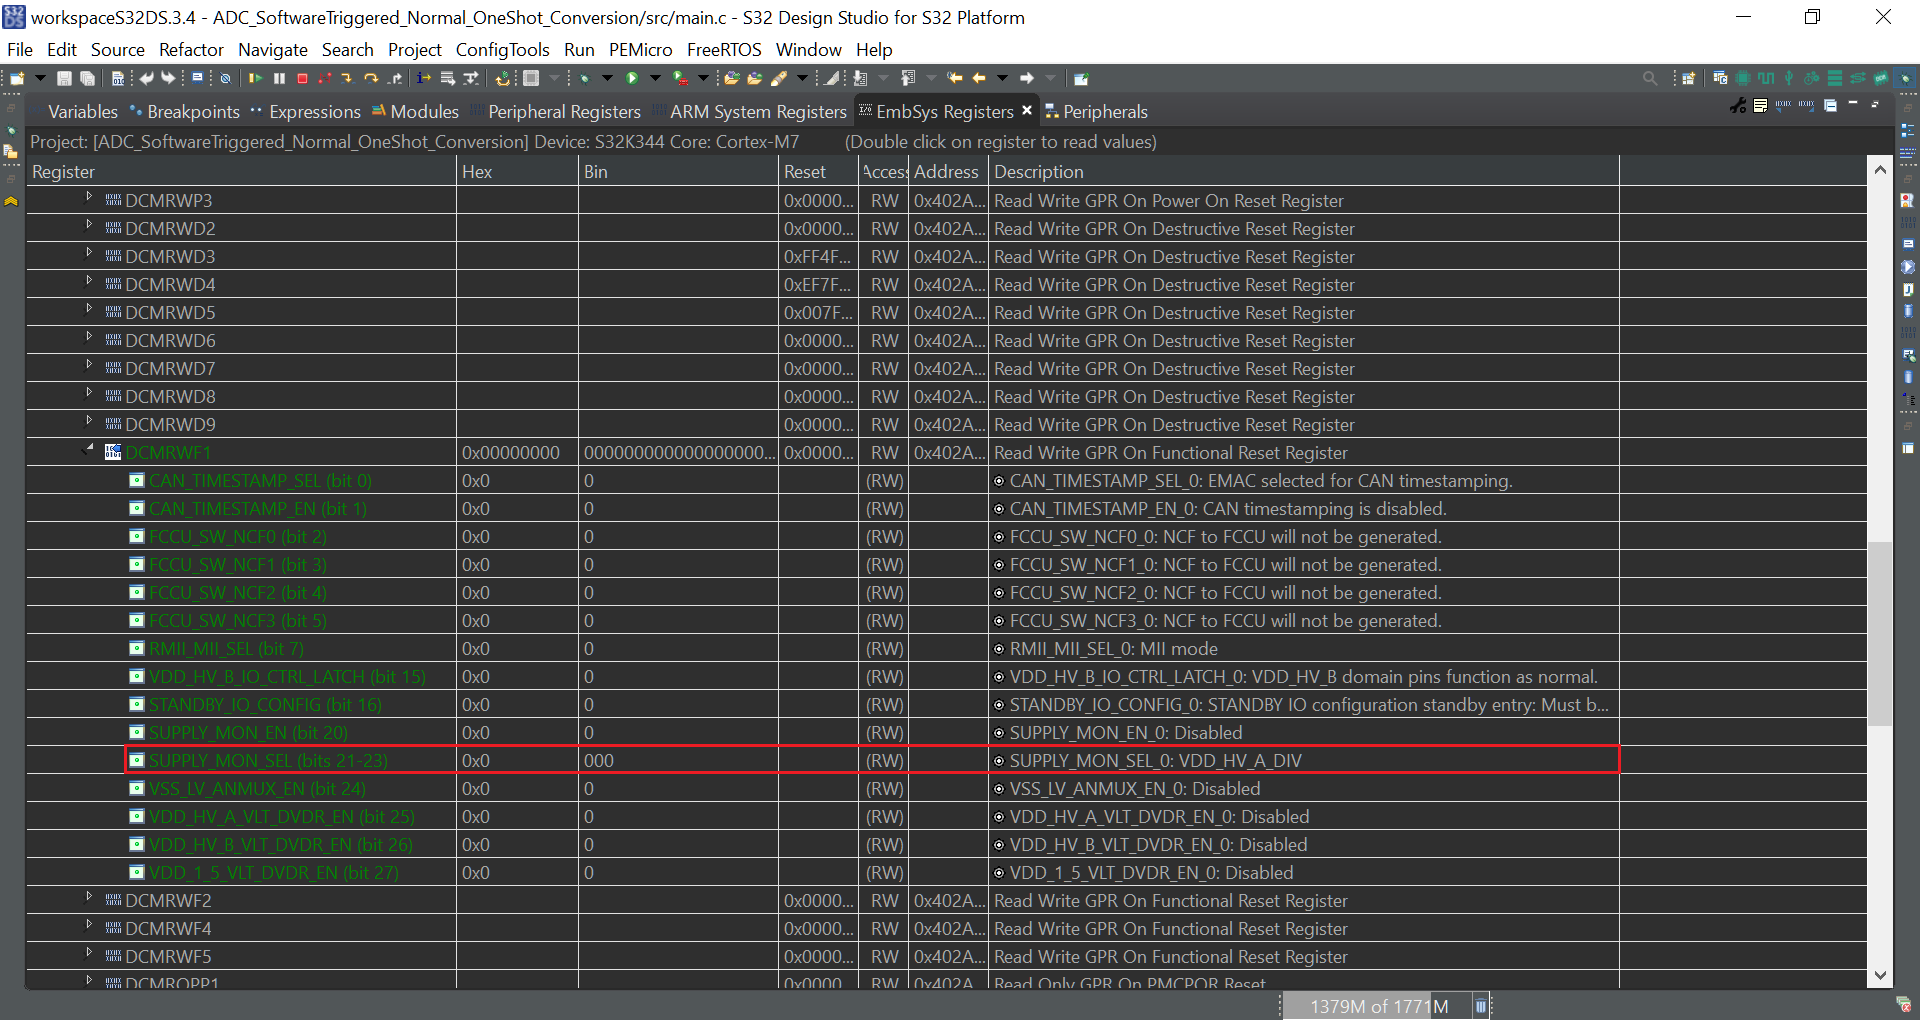 workspaceS32DS.3.4 - ADC_SoftwareTriggered_Normal_OneShot_Conversion/src/main.c - S32 Design Studio for S32 Platform
File Edit Source Refactor Navigate Search Project ConfigTools Run PEMicro FreeRTOS Window Help
Variables Breakpoints Expressions Modules Peripheral Registers ARM System Registers EmbSys Registers Peripherals
Project: [ADC_SoftwareTriggered_Normal_OneShot_Conversion] Device: S32K344 Core: Cortex-M7 (Double click on register to read values)
Register Hex Bin Reset Access Address Description
DCMRWP3 0x0000... RW 0x402A... Read Write GPR On Power On Reset Register
DCMRWD2 0x0000... RW 0x402A... Read Write GPR On Destructive Reset Register
DCMRWD3 0xFF4F... RW 0x402A... Read Write GPR On Destructive Reset Register
DCMRWD4 0xEF7F... RW 0x402A... Read Write GPR On Destructive Reset Register
DCMRWD5 0x007F... RW 0x402A... Read Write GPR On Destructive Reset Register
DCMRWD6 0x0000... RW 0x402A... Read Write GPR On Destructive Reset Register
DCMRWD7 0x0000... RW 0x402A... Read Write GPR On Destructive Reset Register
DCMRWD8 0x0000... RW 0x402A... Read Write GPR On Destructive Reset Register
DCMRWD9 0x0000... RW 0x402A... Read Write GPR On Destructive Reset Register
DCMRWF1 0x00000000 000000000000000000... 0x0000... RW 0x402A... Read Write GPR On Functional Reset Register
CAN_TIMESTAMP_SEL (bit 0) 0x0 0 (RW) CAN_TIMESTAMP_SEL_0: EMAC selected for CAN timestamping.
CAN_TIMESTAMP_EN (bit 1) 0x0 0 (RW) CAN_TIMESTAMP_EN_0: CAN timestamping is disabled.
FCCU_SW_NCF0 (bit 2) 0x0 0 (RW) FCCU_SW_NCF0_0: NCF to FCCU will not be generated.
FCCU_SW_NCF1 (bit 3) 0x0 0 (RW) FCCU_SW_NCF1_0: NCF to FCCU will not be generated.
FCCU_SW_NCF2 (bit 4) 0x0 0 (RW) FCCU_SW_NCF2_0: NCF to FCCU will not be generated.
FCCU_SW_NCF3 (bit 5) 0x0 0 (RW) FCCU_SW_NCF3_0: NCF to FCCU will not be generated.
RMII_MII_SEL (bit 7) 0x0 0 (RW) RMII_MII_SEL_0: MII mode
VDD_HV_B_IO_CTRL_LATCH (bit 15) 0x0 0 (RW) VDD_HV_B_IO_CTRL_LATCH_0: VDD_HV_B domain pins function as normal.
STANDBY_IO_CONFIG (bit 16) 0x0 0 (RW) STANDBY_IO_CONFIG_0: STANDBY IO configuration standby entry: Must b...
SUPPLY_MON_EN (bit 20) 0x0 0 (RW) SUPPLY_MON_EN_0: Disabled
SUPPLY_MON_SEL (bits 21-23) 0x0 000 (RW) SUPPLY_MON_SEL_0: VDD_HV_A_DIV
VSS_LV_ANMUX_EN (bit 24) 0x0 0 (RW) VSS_LV_ANMUX_EN_0: Disabled
VDD_HV_A_VLT_DVDR_EN (bit 25) 0x0 0 (RW) VDD_HV_A_VLT_DVDR_EN_0: Disabled
VDD_HV_B_VLT_DVDR_EN (bit 26) 0x0 0 (RW) VDD_HV_B_VLT_DVDR_EN_0: Disabled
VDD_1_5_VLT_DVDR_EN (bit 27) 0x0 0 (RW) VDD_1_5_VLT_DVDR_EN_0: Disabled
DCMRWF2 0x0000... RW 0x402A... Read Write GPR On Functional Reset Register
DCMRWF4 0x0000... RW 0x402A... Read Write GPR On Functional Reset Register
DCMRWF5 0x0000... RW 0x402A... Read Write GPR On Functional Reset Register
DCMROPP1 0x0000 RW 0x402A Read Only GPR On PMCPOR Reset
1379M of 1771M